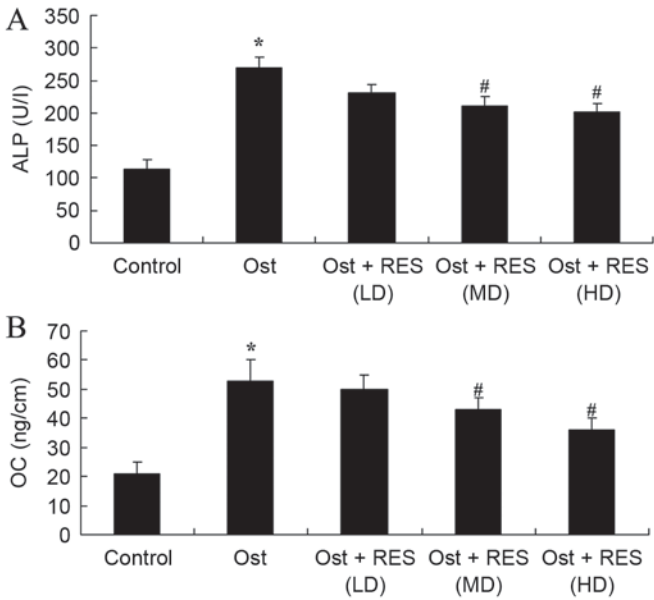 A
350
300
250
200
150
100
50
0
ALP (U/l)
*
#
#
Control Ost Ost + RES Ost + RES Ost + RES
(LD) (MD) (HD)
B
70
60
50
40
30
20
10
0
OC (ng/cm)
*
#
#
Control Ost Ost + RES Ost + RES Ost + RES
(LD) (MD) (HD)